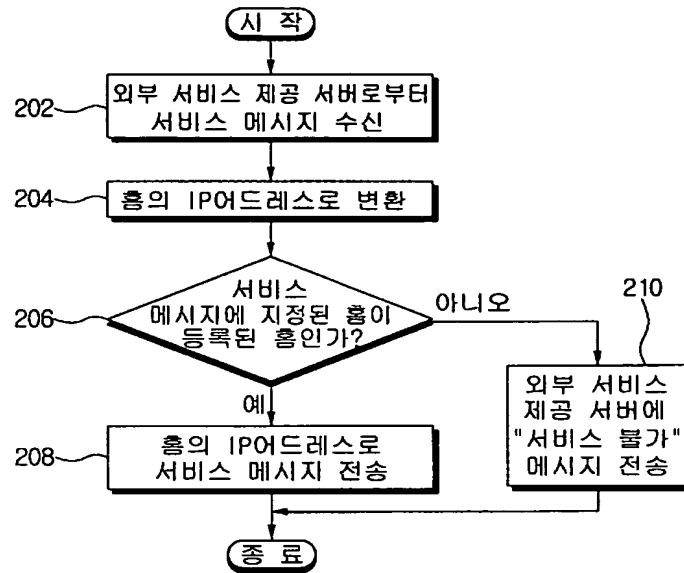 시 작
202
외부 서비스 제공 서버로부터
서비스 메시지 수신
204
홈의 IP어드레스로 변환
206
서비스
메시지에 지정된 홈이
등록된 홈인가?
아니오
210
외부 서비스
제공 서버에
"서비스 불가"
메시지 전송
예
208
홈의 IP어드레스로
서비스 메시지 전송
종 료